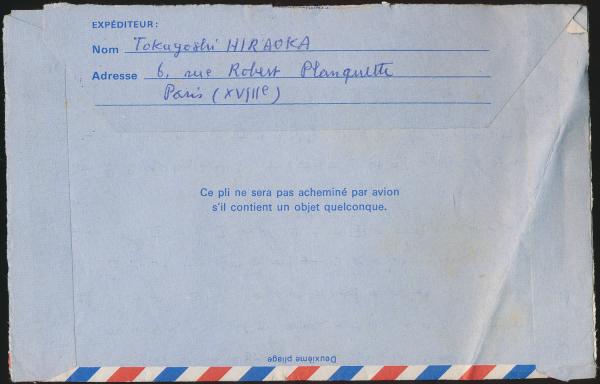 EXPÉDITEUR:
Nom Tokuyoshi HIRAOKA
Adresse 6, rue Robert Planquette
Paris (XVIIIe)
Ce pli ne sera pas acheminé par avion
s'il contient un objet quelconque.
Deuxième pliage